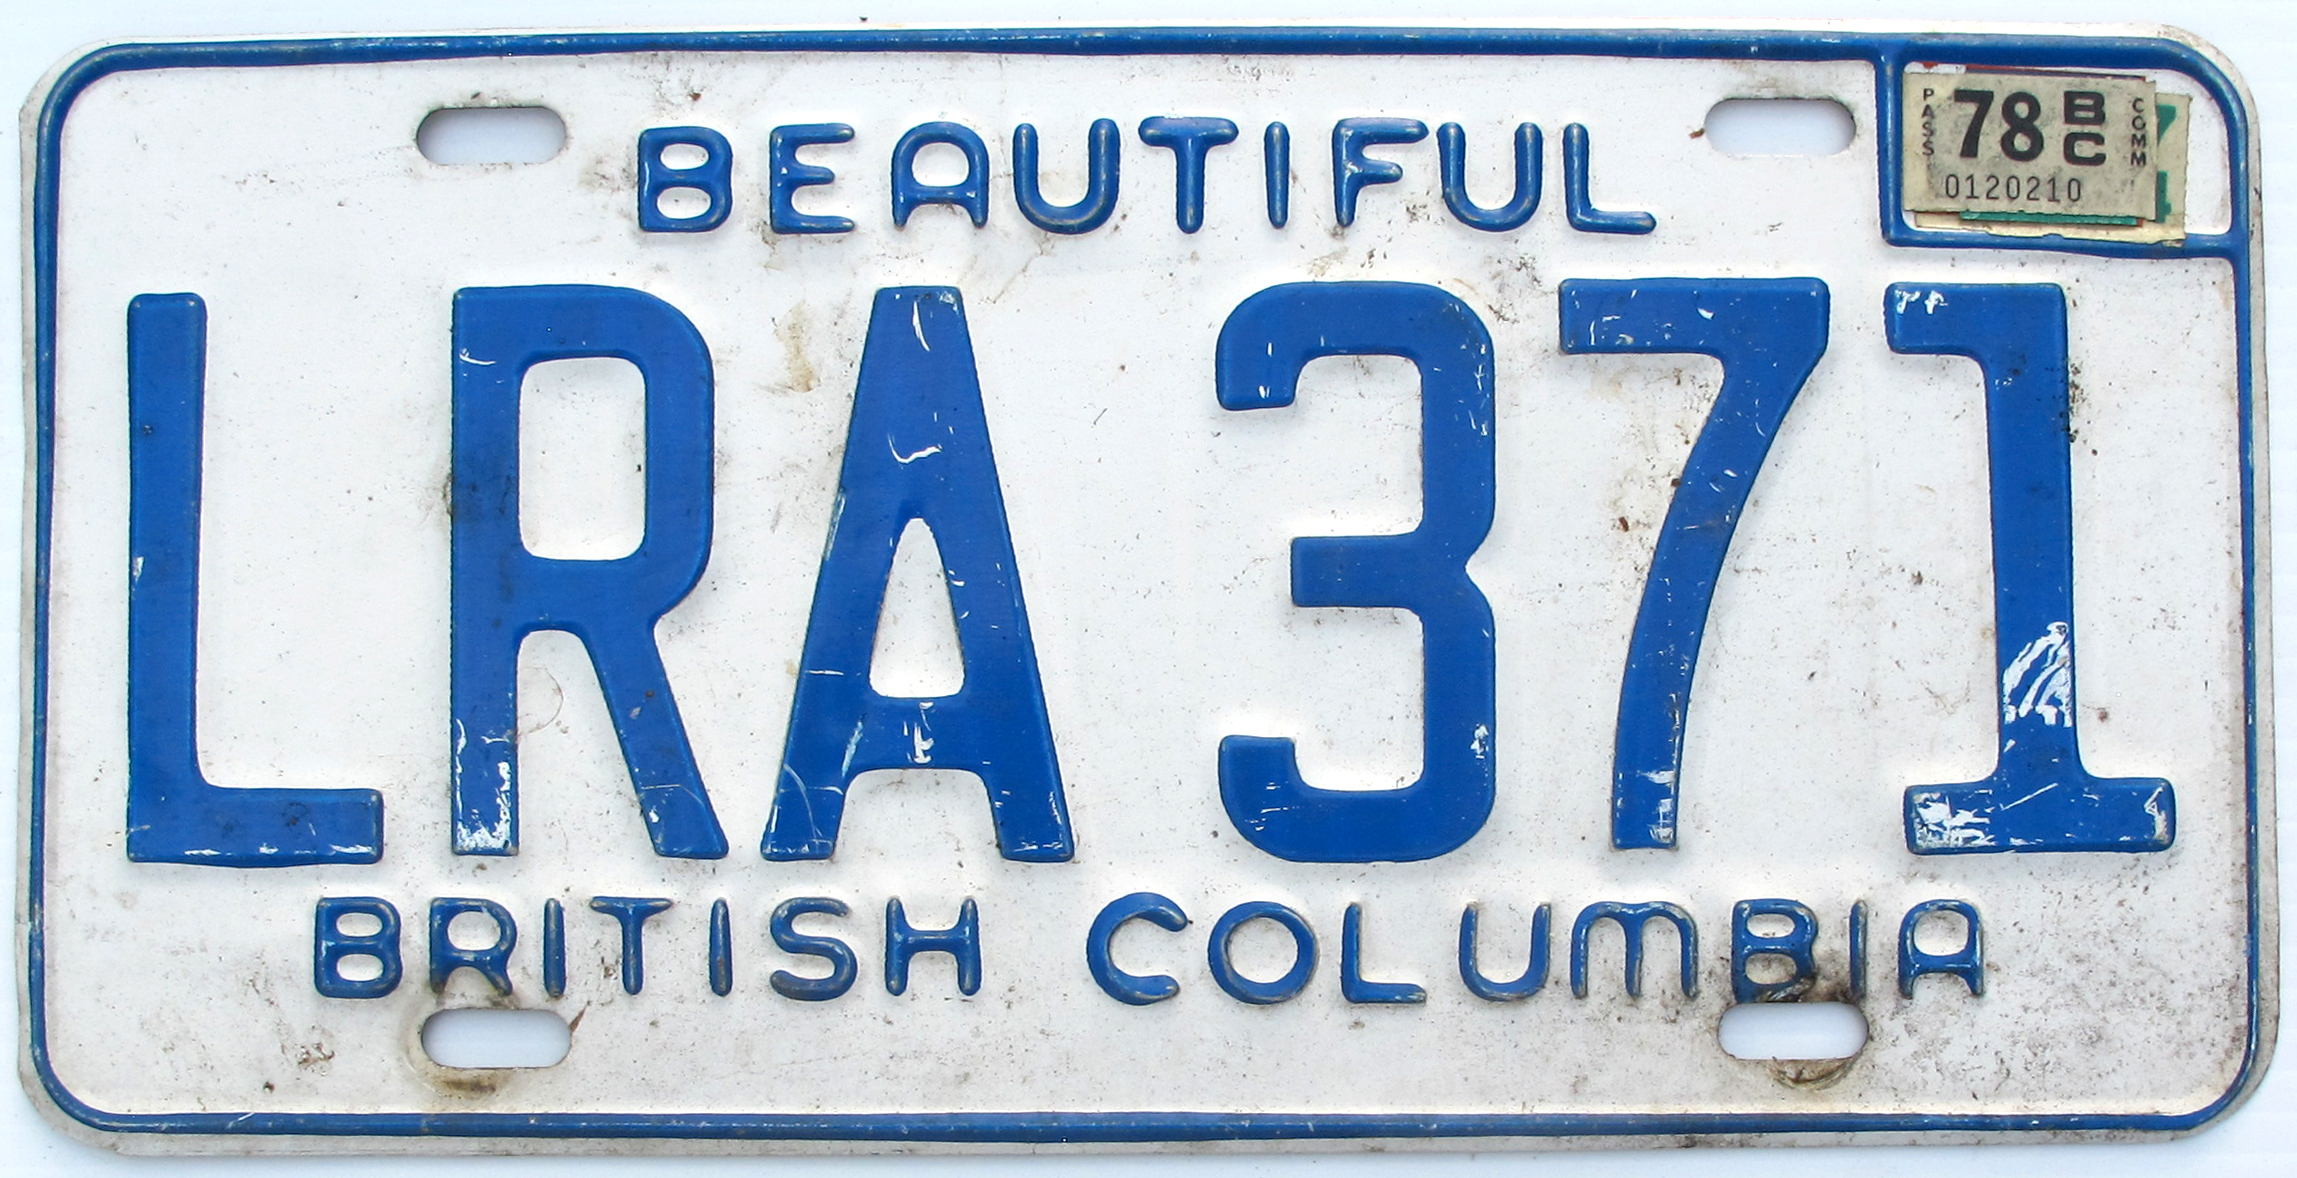 BEAUTIFUL
PASS 78 BC COMM
0120210
LRA 371
BRITISH COLUMBIA